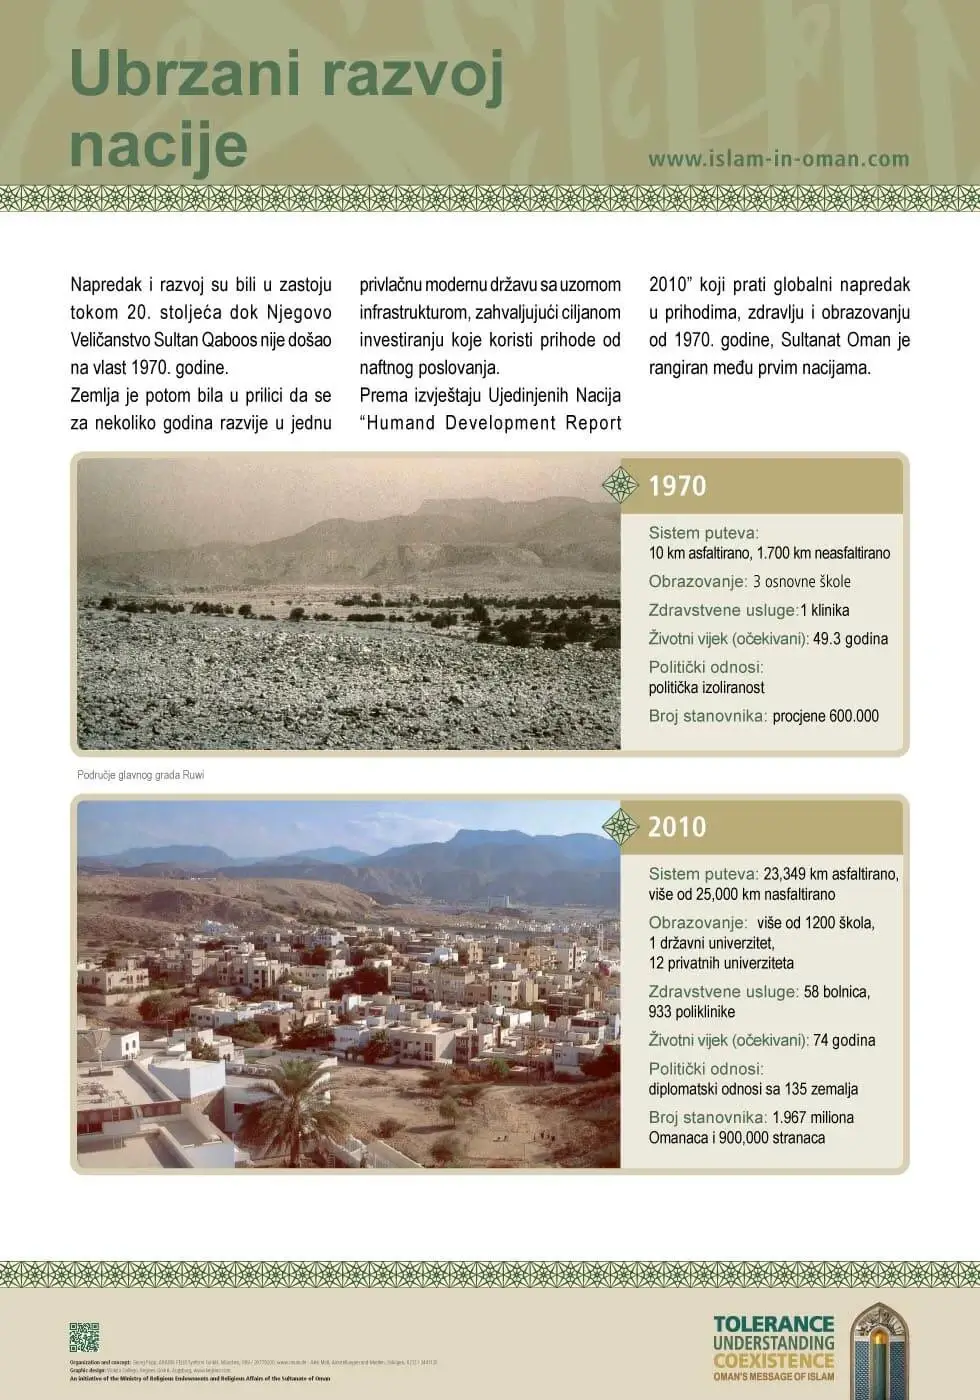 Ubrzani razvoj
nacije
www.islam-in-oman.com
Napredak i razvoj su bili u zastoju
tokom 20. stoljeća dok Njegovo
Veličanstvo Sultan Qaboos nije došao
na vlast 1970. godine.
Zemlja je potom bila u prilici da se
za nekoliko godina razvije u jednu
privlačnu modernu državu sa uzornom
infrastrukturom, zahvaljujući ciljanom
investiranju koje koristi prihode od
naftnog poslovanja.
Prema izvještaju Ujedinjenih Nacija
“Humand Development Report
2010” koji prati globalni napredak
u prihodima, zdravlju i obrazovanju
od 1970. godine, Sultanat Oman je
rangiran među prvim nacijama.
1970
Sistem puteva:
10 km asfaltirano, 1.700 km neasfaltirano
Obrazovanje: 3 osnovne škole
Zdravstvene usluge:1 klinika
Životni vijek (očekivani): 49.3 godina
Politički odnosi:
politička izoliranost
Broj stanovnika: procjene 600.000
Područje glavnog grada Ruwi
2010
Sistem puteva: 23,349 km asfaltirano,
više od 25,000 km nasfaltirano
Obrazovanje: više od 1200 škola,
1 državni univerzitet,
12 privatnih univerziteta
Zdravstvene usluge: 58 bolnica,
933 poliklinike
Životni vijek (očekivani): 74 godina
Politički odnosi:
diplomatski odnosi sa 135 zemalja
Broj stanovnika: 1.967 miliona
Omanaca i 900,000 stranaca
Organization and concept:
Graphic design:
An initiative of the Ministry of Religious Endowments and Religious Affairs of the Sultanate of Oman
TOLERANCE
UNDERSTANDING
COEXISTENCE
OMAN'S MESSAGE OF ISLAM